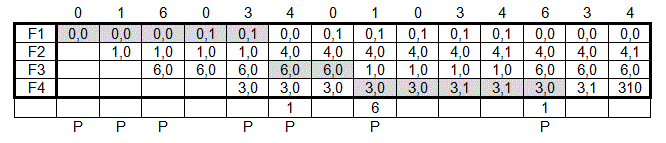 0 1 6 0 3 4 0 1 0 3 4 6 3 4
F1 0,0 0,0 0,0 0,1 0,1 0,0 0,1 0,1 0,1 0,1 0,1 0,0 0,0 0,0
F2 1,0 1,0 1,0 1,0 4,0 4,0 4,0 4,0 4,0 4,1 4,0 4,0 4,1
F3 6,0 6,0 6,0 6,0 6,0 1,0 1,0 1,0 1,0 6,0 6,0 6,0
F4 3,0 3,0 3,0 3,0 3,0 3,1 3,1 3,0 3,1 310
1 6 1
P P P P P P P